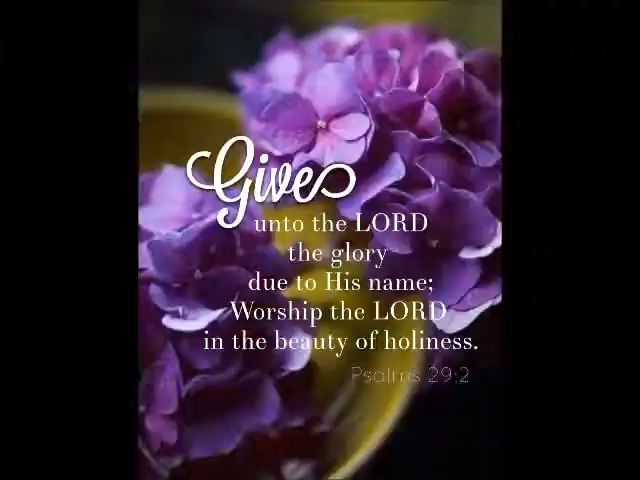 Give
unto the LORD
the glory
due to His name;
Worship the LORD
in the beauty of holiness.
Psalms 29:2